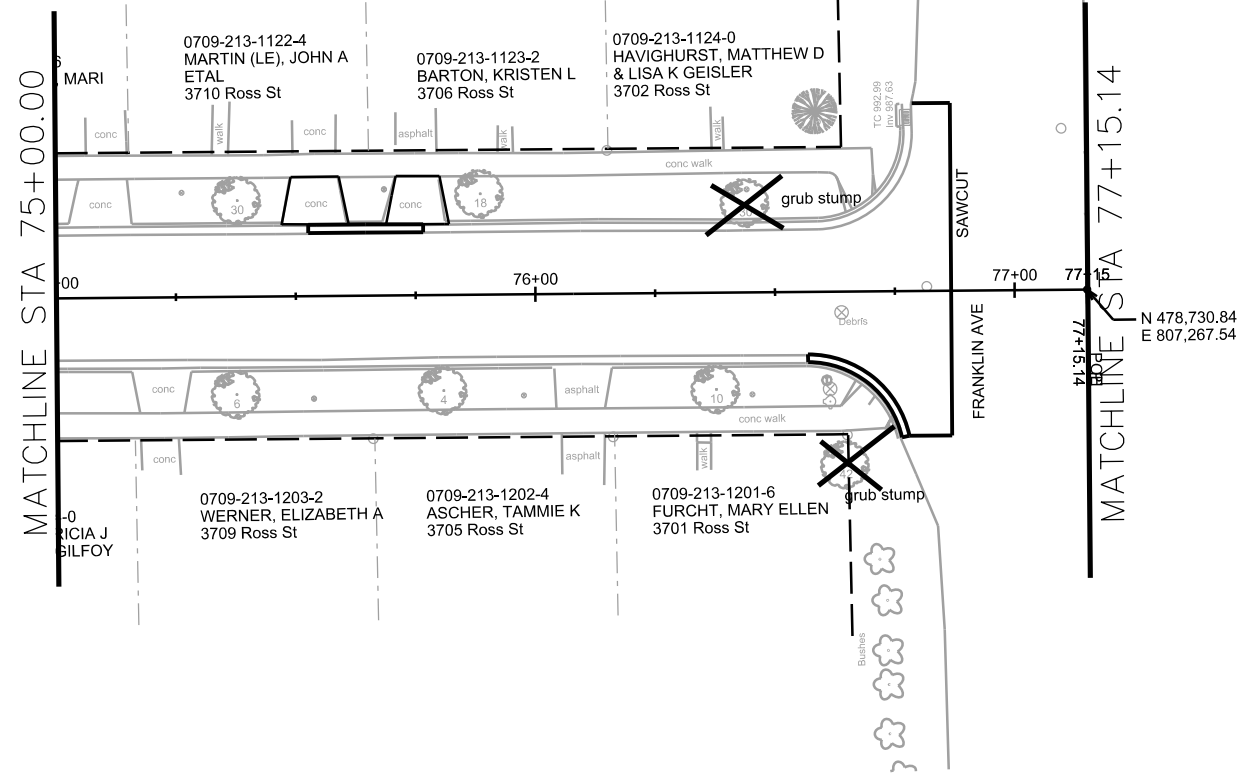 MATCHLINE STA 75+00.00
, MARI
0709-213-1122-4
MARTIN (LE), JOHN A
ETAL
3710 Ross St
0709-213-1123-2
BARTON, KRISTEN L
3706 Ross St
0709-213-1124-0
HAVIGHURST, MATTHEW D
& LISA K GEISLER
3702 Ross St
TC 992.99
Inv 987.63
conc
walk
conc
asphalt
walk
walk
conc walk
conc
30
conc
conc
18
grub stump
SAWCUT
MATCHLINE STA 77+15.14
+00
76+00
77+00
77+15
N 478,730.84
E 807,267.54
77+15.14
Debris
FRANKLIN AVE
conc
6
4
asphalt
10
conc walk
conc
asphalt
walk
42
grub stump
-0
RICIA J
GILFOY
0709-213-1203-2
WERNER, ELIZABETH A
3709 Ross St
0709-213-1202-4
ASCHER, TAMMIE K
3705 Ross St
0709-213-1201-6
FURCHT, MARY ELLEN
3701 Ross St
Bushes